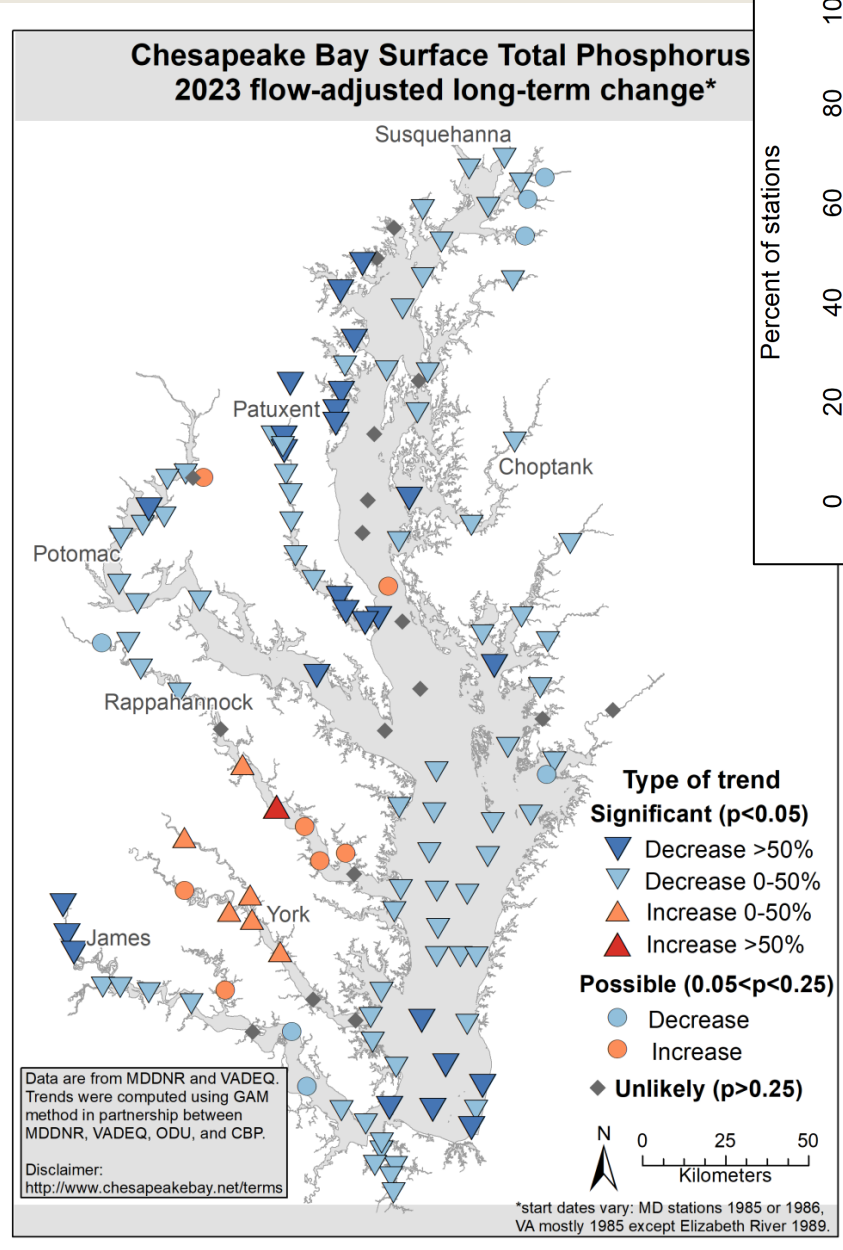 Chesapeake Bay Surface Total Phosphorus
2023 flow-adjusted long-term change*
Susquehanna
Patuxent
Choptank
Potomac
Rappahannock
York
James
Type of trend
Significant (p<0.05)
Decrease >50%
Decrease 0-50%
Increase 0-50%
Increase >50%
Possible (0.05<p<0.25)
Decrease
Increase
Unlikely (p>0.25)
N
0 25 50
Kilometers
Data are from MDDNR and VADEQ.
Trends were computed using GAM
method in partnership between
MDDNR, VADEQ, ODU, and CBP.
Disclaimer:
http://www.chesapeakebay.net/terms
*start dates vary: MD stations 1985 or 1986,
VA mostly 1985 except Elizabeth River 1989.
Percent of stations
0 20 40 60 80